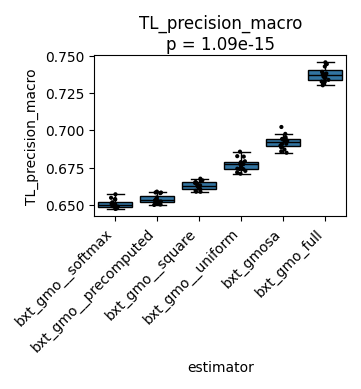 TL_precision_macro
p = 1.09e-15
TL_precision_macro
0.750
0.725
0.700
0.675
0.650
bxt_gmo__softmax
bxt_gmo__precomputed
bxt_gmo__square
bxt_gmo__uniform
bxt_gmosa
bxt_gmo_full
estimator